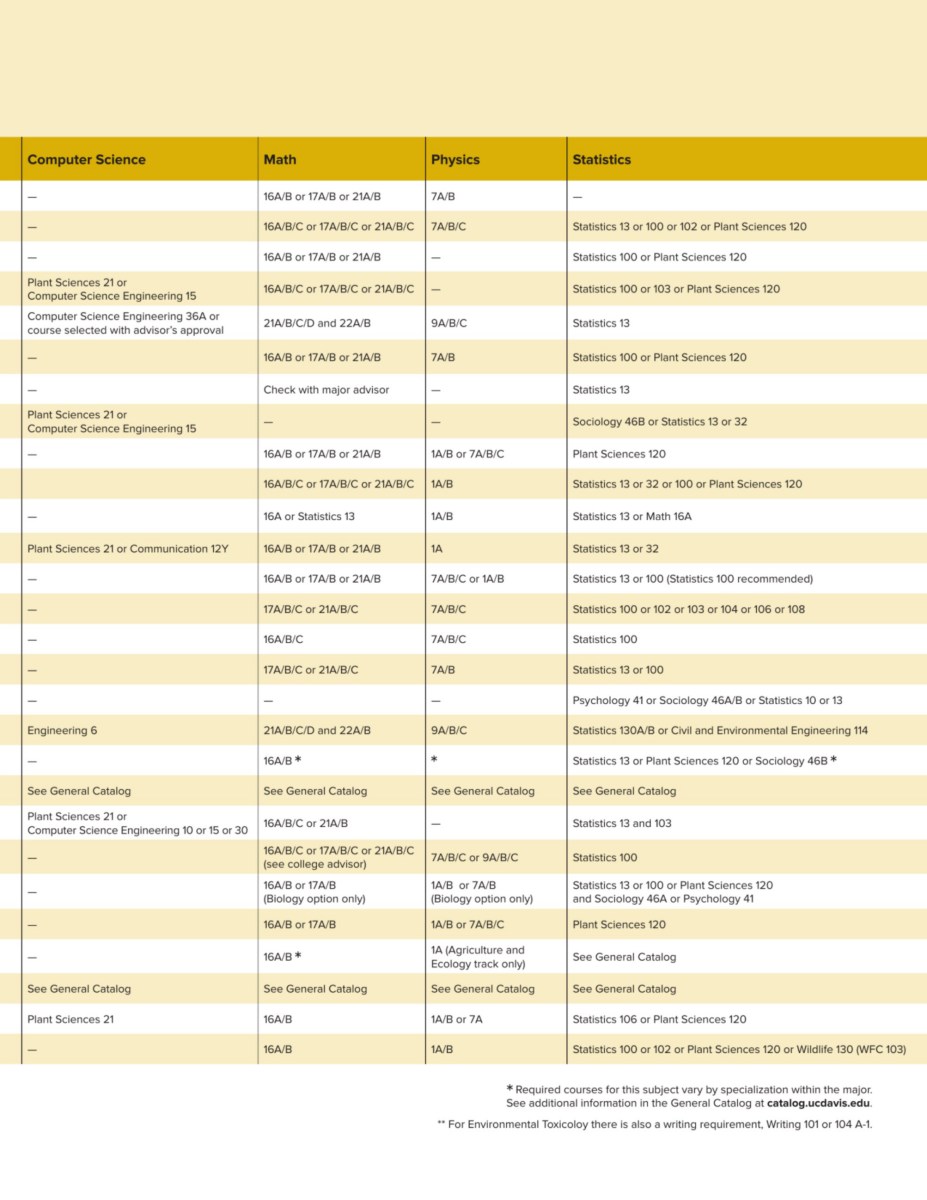 Computer Science Math Physics Statistics
— 16A/B or 17A/B or 21A/B 7A/B —
— 16A/B/C or 17A/B/C or 21A/B/C 7A/B/C Statistics 13 or 100 or 102 or Plant Sciences 120
— 16A/B or 17A/B or 21A/B — Statistics 100 or Plant Sciences 120
Plant Sciences 21 or
Computer Science Engineering 15 16A/B/C or 17A/B/C or 21A/B/C — Statistics 100 or 103 or Plant Sciences 120
Computer Science Engineering 36A or
course selected with advisor’s approval 21A/B/C/D and 22A/B 9A/B/C Statistics 13
— 16A/B or 17A/B or 21A/B 7A/B Statistics 100 or Plant Sciences 120
— Check with major advisor — Statistics 13
Plant Sciences 21 or
Computer Science Engineering 15 — — Sociology 46B or Statistics 13 or 32
— 16A/B or 17A/B or 21A/B 1A/B or 7A/B/C Plant Sciences 120
16A/B/C or 17A/B/C or 21A/B/C 1A/B Statistics 13 or 32 or 100 or Plant Sciences 120
— 16A or Statistics 13 1A/B Statistics 13 or Math 16A
Plant Sciences 21 or Communication 12Y 16A/B or 17A/B or 21A/B 1A Statistics 13 or 32
— 16A/B or 17A/B or 21A/B 7A/B/C or 1A/B Statistics 13 or 100 (Statistics 100 recommended)
— 17A/B/C or 21A/B/C 7A/B/C Statistics 100 or 102 or 103 or 104 or 106 or 108
— 16A/B/C 7A/B/C Statistics 100
— 17A/B/C or 21A/B/C 7A/B Statistics 13 or 100
— — — Psychology 41 or Sociology 46A/B or Statistics 10 or 13
Engineering 6 21A/B/C/D and 22A/B 9A/B/C Statistics 130A/B or Civil and Environmental Engineering 114
— 16A/B * * Statistics 13 or Plant Sciences 120 or Sociology 46B *
See General Catalog See General Catalog See General Catalog See General Catalog
Plant Sciences 21 or
Computer Science Engineering 10 or 15 or 30 16A/B/C or 21A/B — Statistics 13 and 103
— 16A/B/C or 17A/B/C or 21A/B/C 7A/B/C or 9A/B/C Statistics 100
(see college advisor)
— 16A/B or 17A/B 1A/B or 7A/B Statistics 13 or 100 or Plant Sciences 120
(Biology option only) (Biology option only) and Sociology 46A or Psychology 41
— 16A/B or 17A/B 1A/B or 7A/B/C Plant Sciences 120
— 16A/B * 1A (Agriculture and See General Catalog
Ecology track only)
See General Catalog See General Catalog See General Catalog See General Catalog
Plant Sciences 21 16A/B 1A/B or 7A Statistics 106 or Plant Sciences 120
— 16A/B 1A/B Statistics 100 or 102 or Plant Sciences 120 or Wildlife 130 (WFC 103)
* Required courses for this subject vary by specialization within the major.
See additional information in the General Catalog at catalog.ucdavis.edu.
** For Environmental Toxicoloy there is also a writing requirement, Writing 101 or 104 A-1.